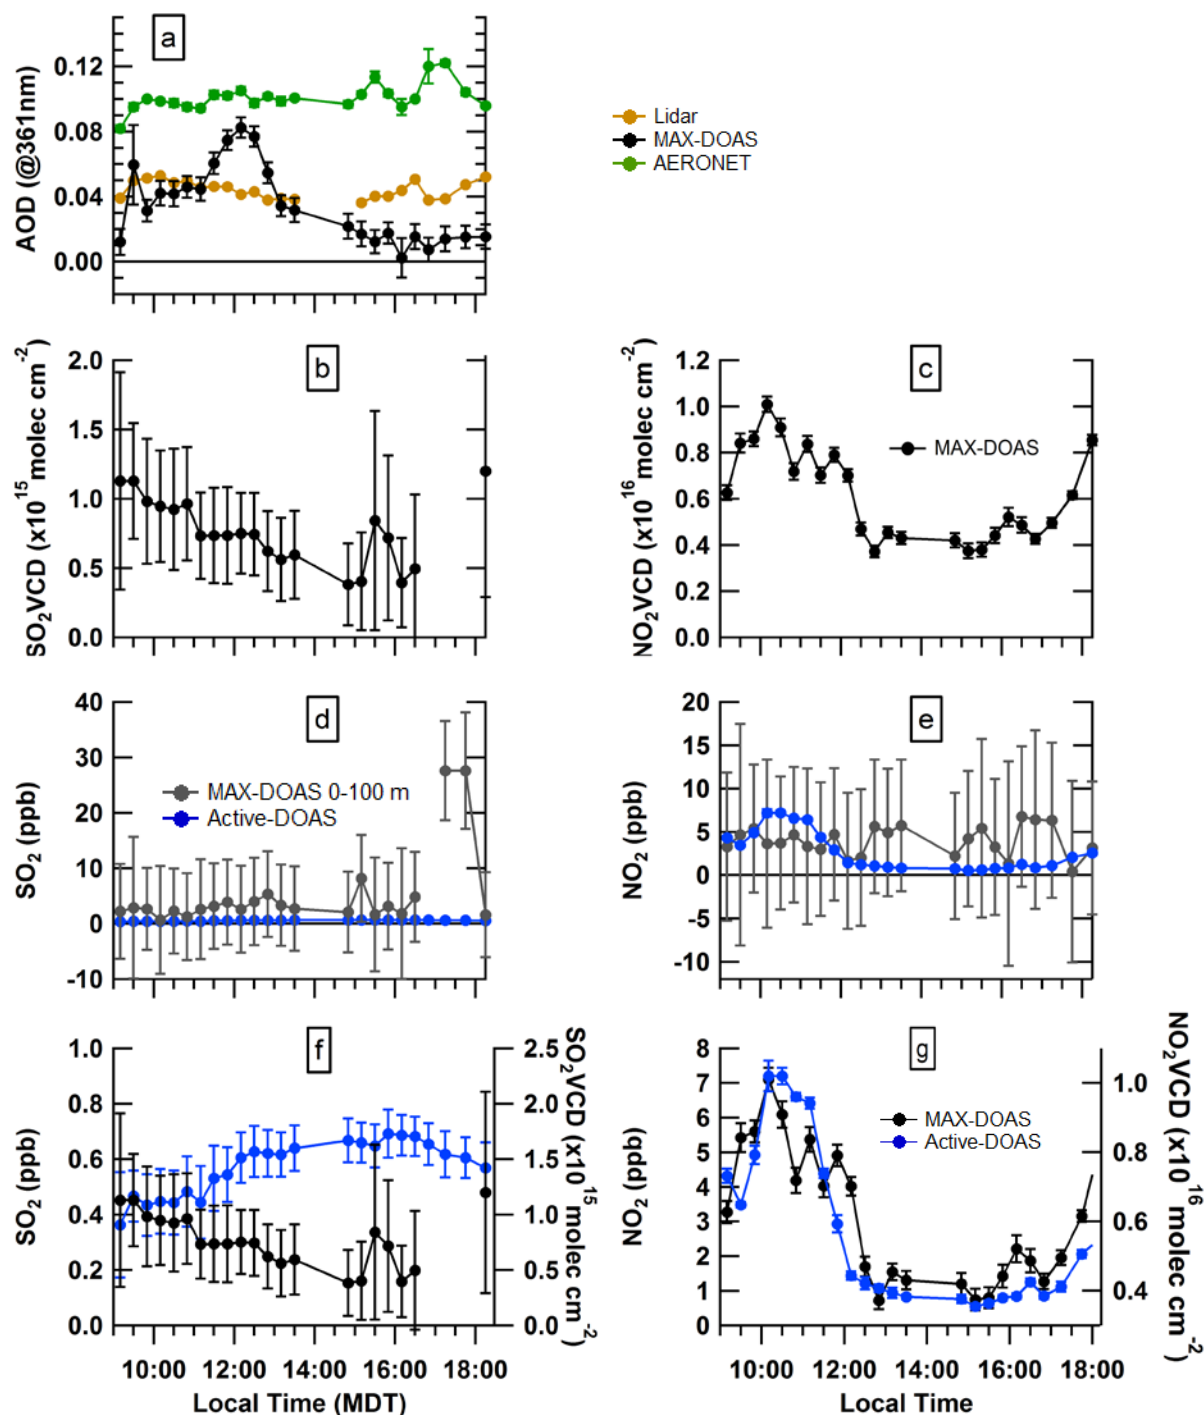 a
AOD (@361nm)
0.12
0.08
0.04
0.00
Lidar
MAX-DOAS
AERONET
b
SO2VCD (x10^15 molec cm^-2)
2.0
1.5
1.0
0.5
0.0
c
NO2VCD (x10^16 molec cm^-2)
1.2
1.0
0.8
0.6
0.4
0.2
0.0
MAX-DOAS
d
SO2 (ppb)
40
30
20
10
0
-10
MAX-DOAS 0-100 m
Active-DOAS
e
NO2 (ppb)
20
15
10
5
0
-5
-10
f
SO2 (ppb)
1.0
0.8
0.6
0.4
0.2
0.0
2.5
2.0
1.5
1.0
0.5
0.0
SO2VCD (x10^15 molec cm^-2)
10:00 12:00 14:00 16:00 18:00
Local Time (MDT)
g
NO2 (ppb)
8
7
6
5
4
3
2
1
0
MAX-DOAS
Active-DOAS
1.0
0.8
0.6
0.4
NO2VCD (x10^16 molec cm^-2)
10:00 12:00 14:00 16:00 18:00
Local Time